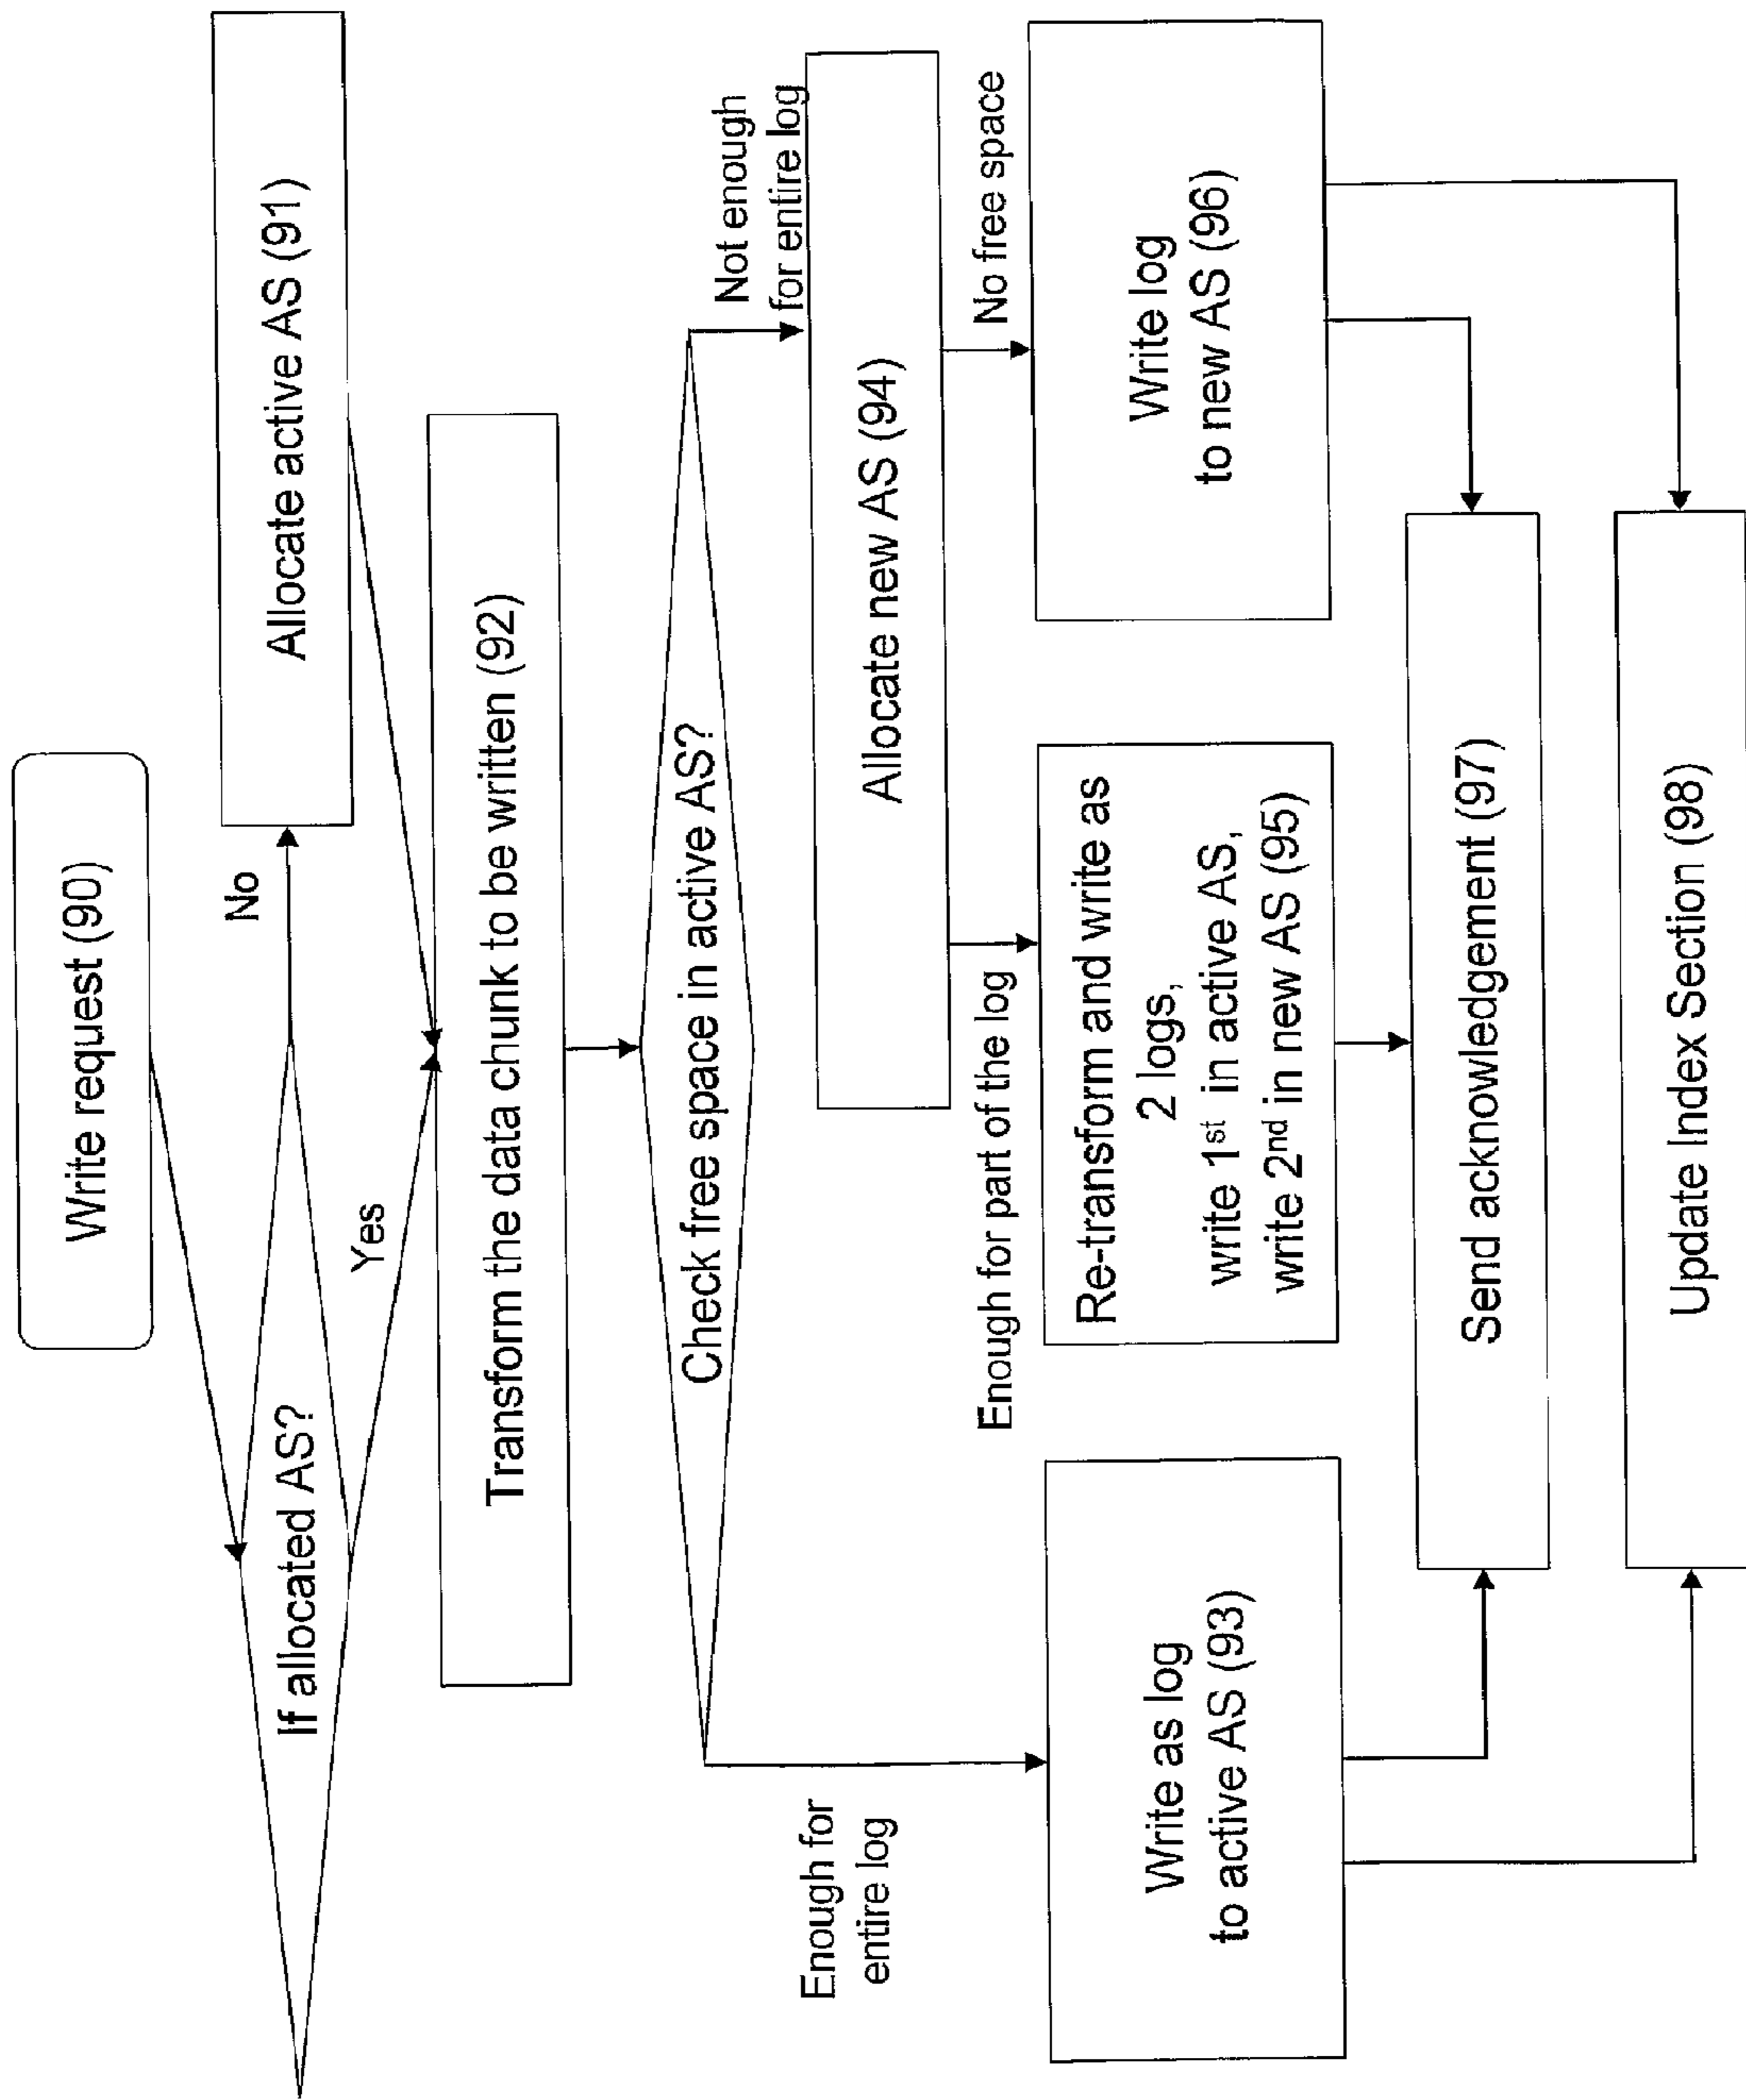 Write request (90)
If allocated AS?
No
Allocate active AS (91)
Yes
Transform the data chunk to be written (92)
Check free space in active AS?
Enough for
entire log
Not enough
for entire log
Allocate new AS (94)
Enough for part of the log
No free space
Write as log
to active AS (93)
Re-transform and write as
2 logs,
write 1st in active AS,
write 2nd in new AS (95)
Write log
to new AS (96)
Send acknowledgement (97)
Update Index Section (98)